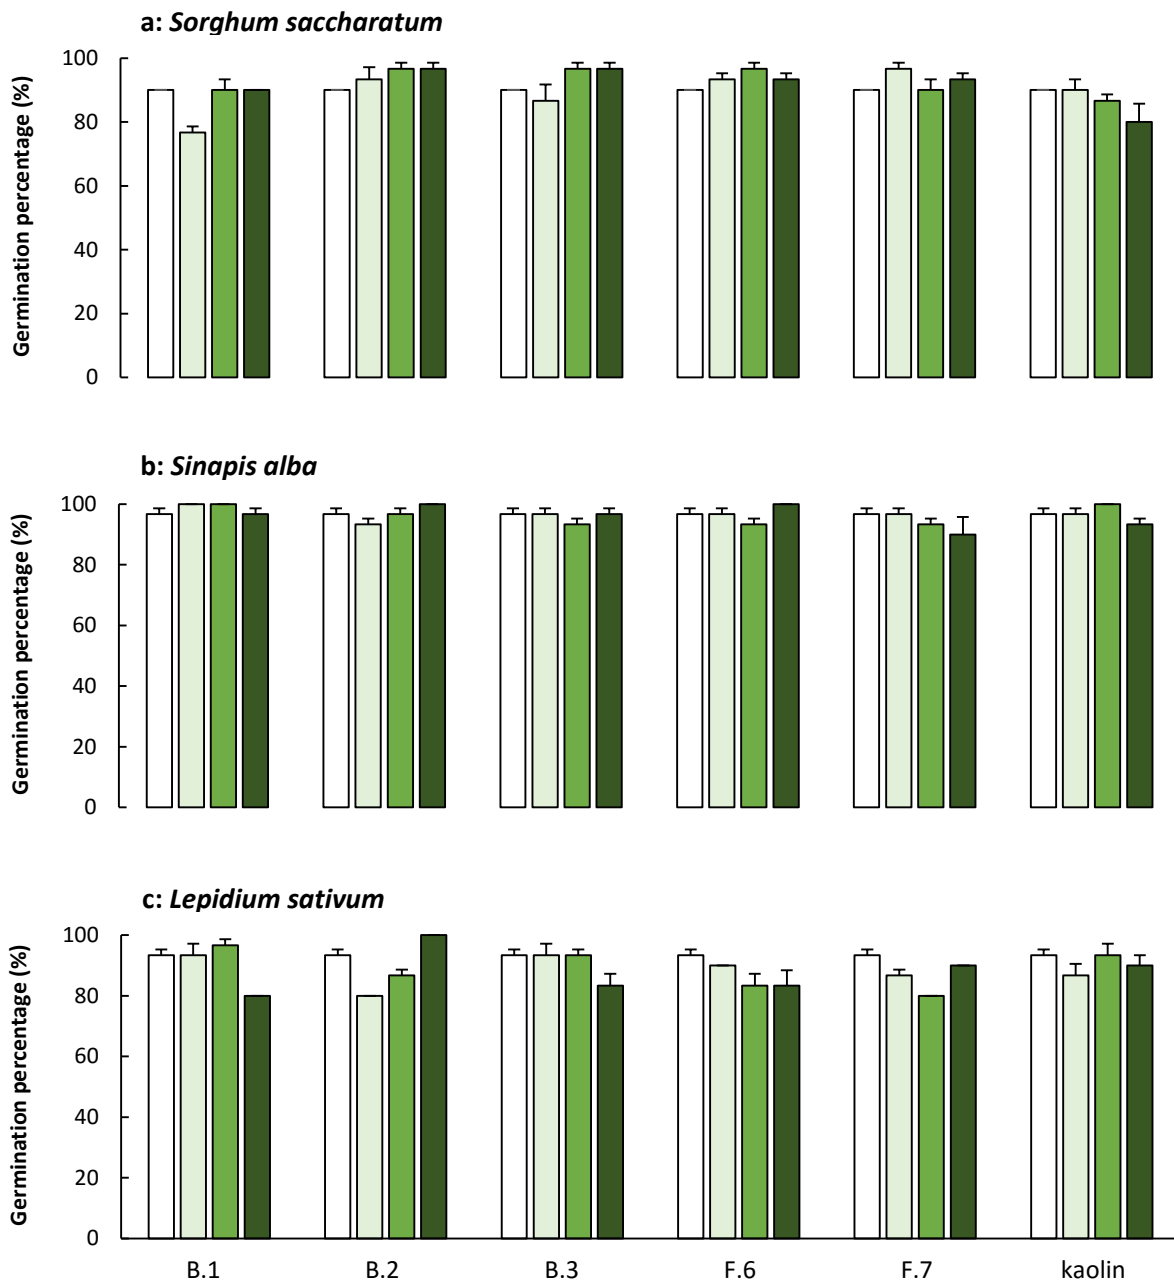 a: Sorghum saccharatum
Germination percentage (%)
100
80
60
40
20
0
b: Sinapis alba
Germination percentage (%)
100
80
60
40
20
0
c: Lepidium sativum
Germination percentage (%)
100
80
60
40
20
0
B.1 B.2 B.3 F.6 F.7 kaolin